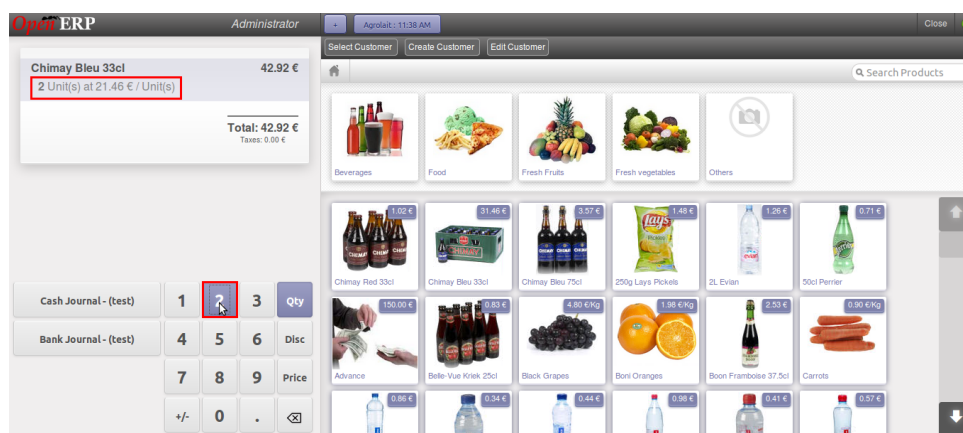 Open ERP
Administrator
+
Agrolait : 11:38 AM
Close
Select Customer
Create Customer
Edit Customer
Search Products
Chimay Bleu 33cl
42.92 €
2 Unit(s) at 21.46 € / Unit(s)
Total: 42.92 €
Taxes: 0.00 €
Beverages
Food
Fresh Fruits
Fresh vegetables
Others
1.02 €
31.46 €
3.57 €
1.48 €
1.26 €
0.71 €
Chimay Red 33cl
Chimay Bleu 33cl
Chimay Bleu 75cl
250g Lays Pickels
2L Evian
50cl Perrier
150.00 €
0.83 €
4.80 €/Kg
1.98 €/Kg
2.53 €
0.90 €/Kg
Advance
Belle-Vue Kriek 25cl
Black Grapes
Boni Oranges
Boon Framboise 37.5cl
Carrots
0.86 €
0.34 €
0.44 €
0.98 €
0.41 €
0.57 €
Cash Journal - (test)
1
2
3
Qty
Bank Journal - (test)
4
5
6
Disc
7
8
9
Price
+/-
0
.